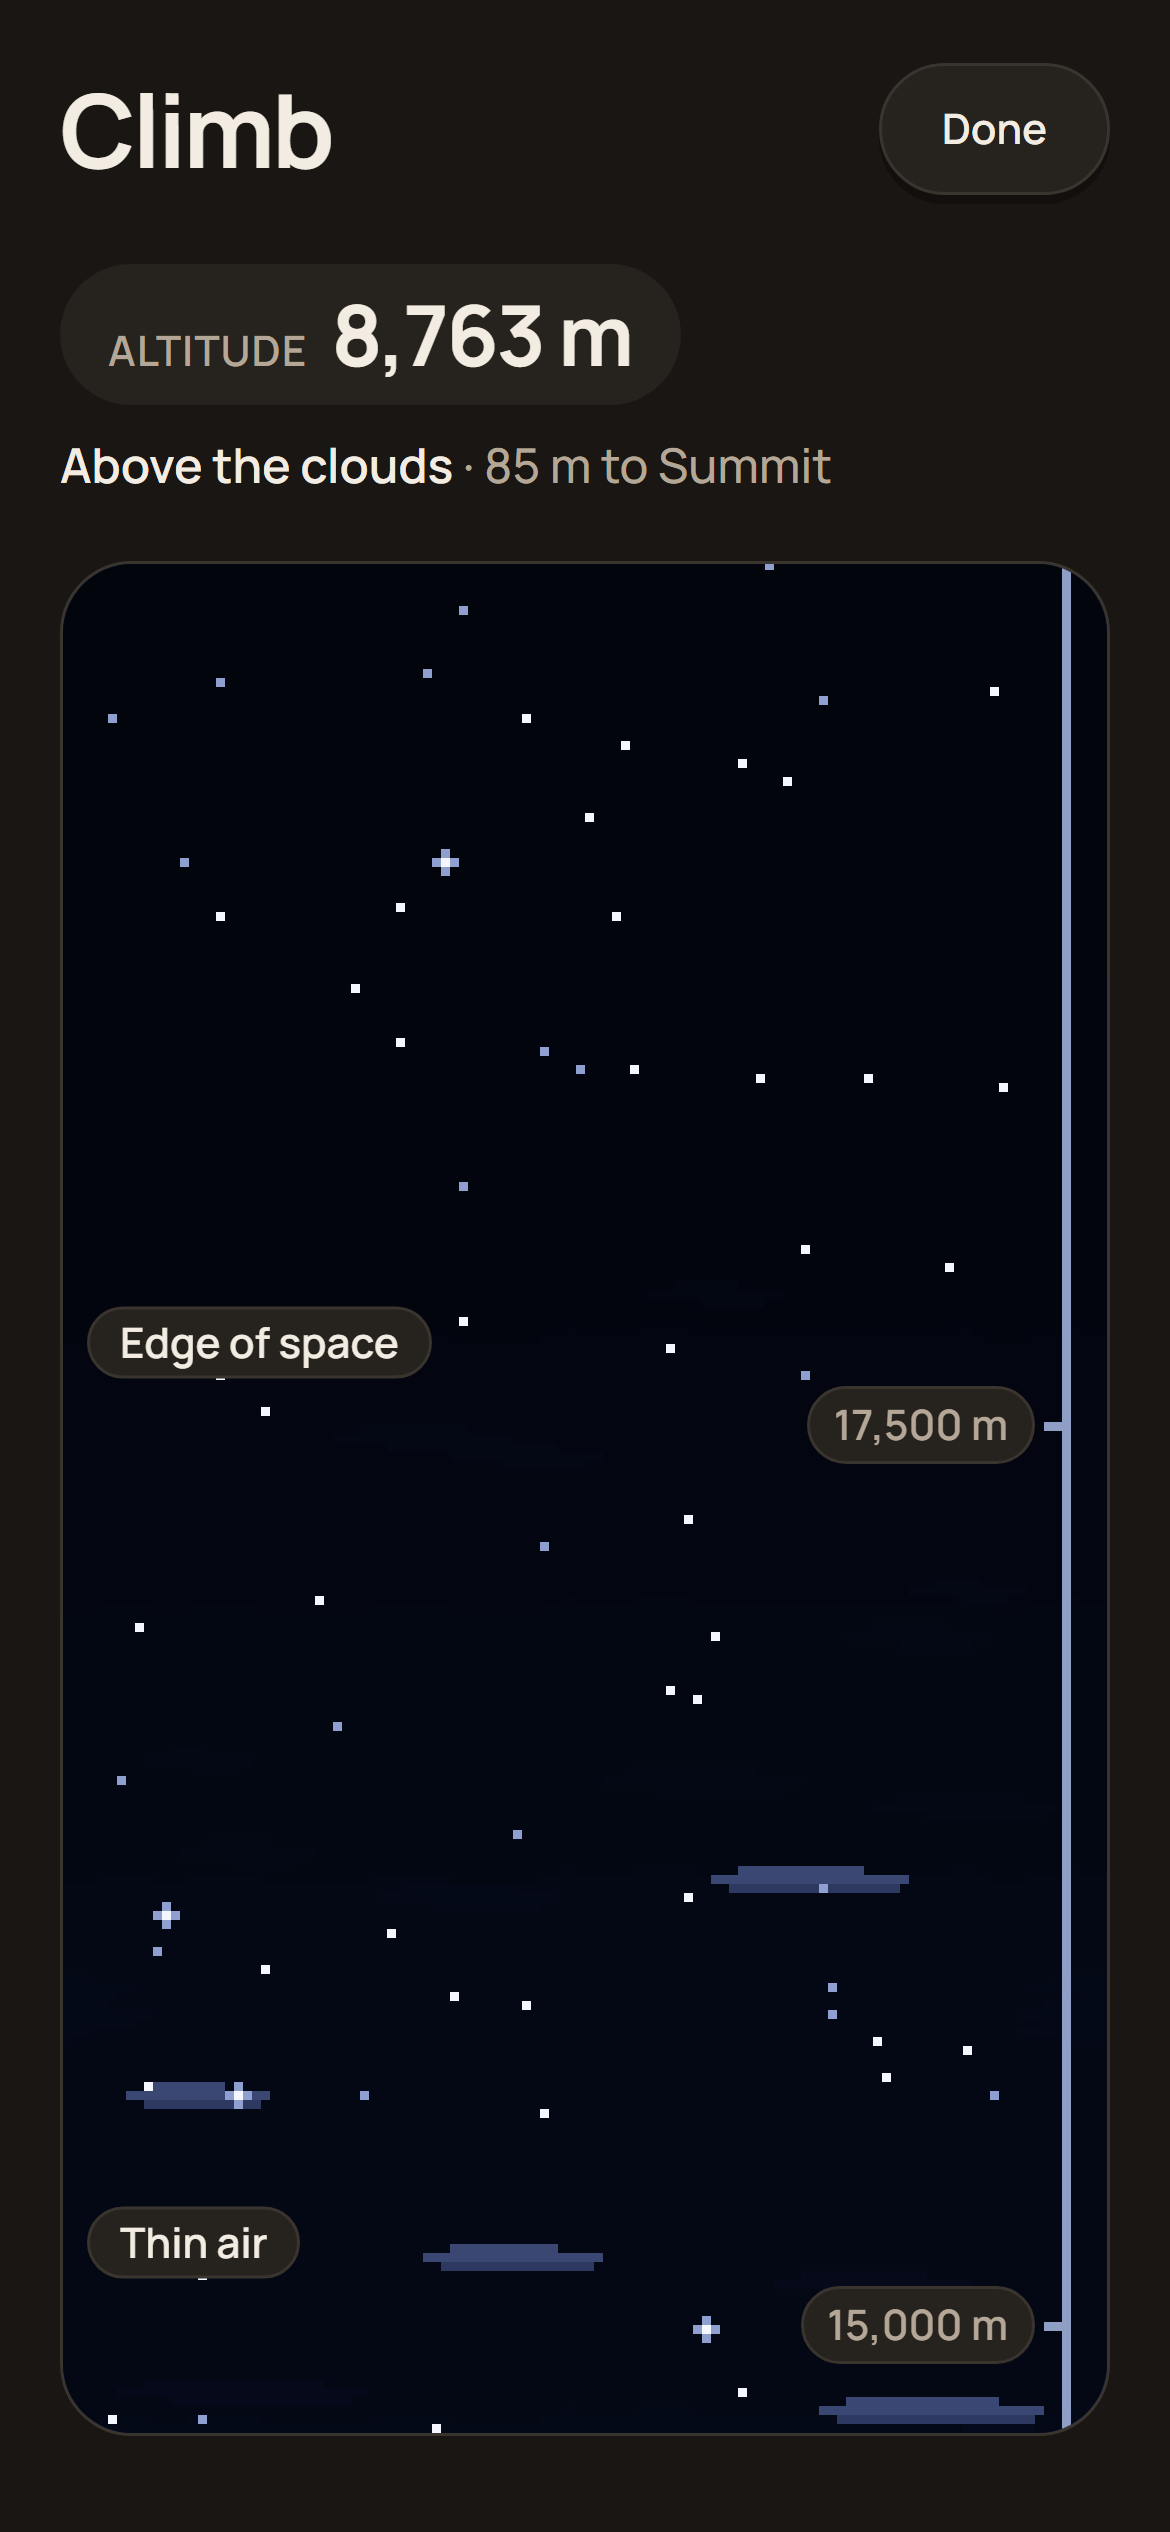 Climb
Done
ALTITUDE 8,763 m
Above the clouds · 85 m to Summit
Edge of space
17,500 m
Thin air
15,000 m